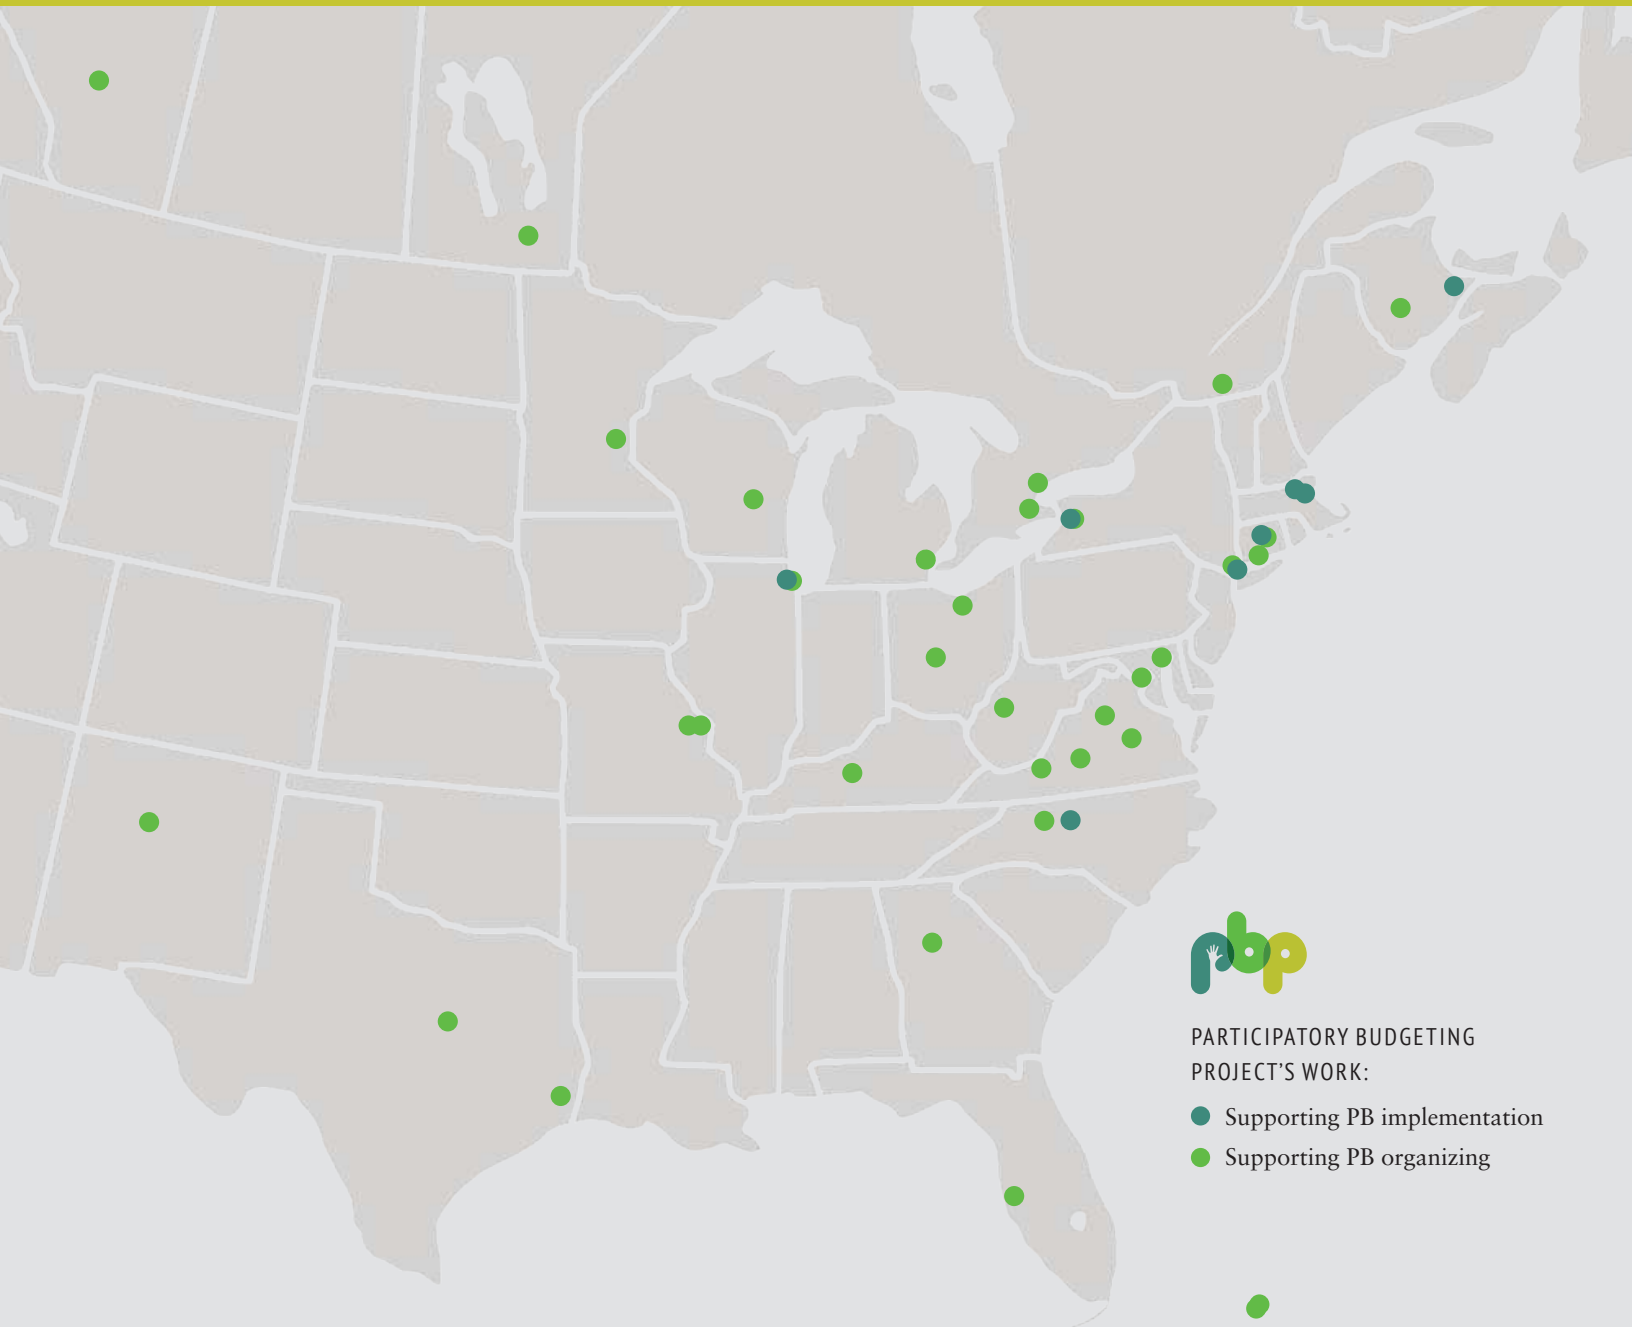 pbp
PARTICIPATORY BUDGETING
PROJECT'S WORK:
Supporting PB implementation
Supporting PB organizing